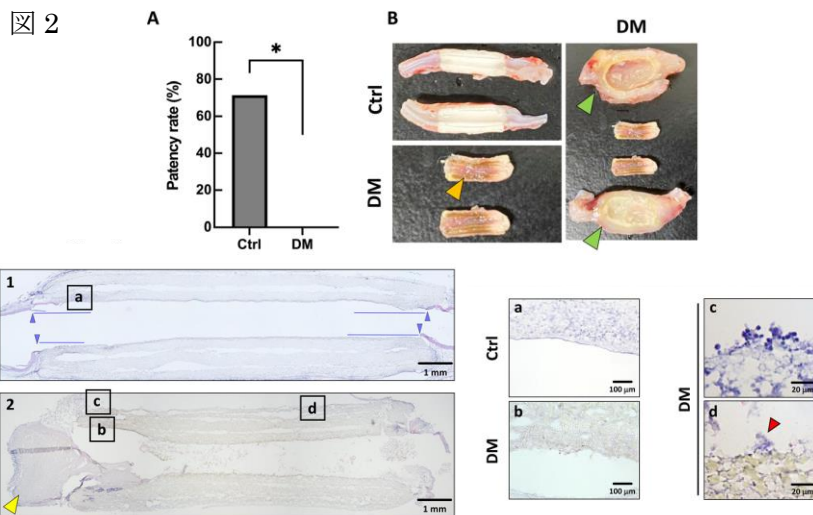 図 2
A
Patency rate (%)
100
80
60
40
20
0
*
Ctrl
DM
B
DM
Ctrl
DM
1
a
1 mm
2
c
b
d
1 mm
a
Ctrl
100 μm
b
DM
100 μm
DM
c
20 μm
d
20 μm